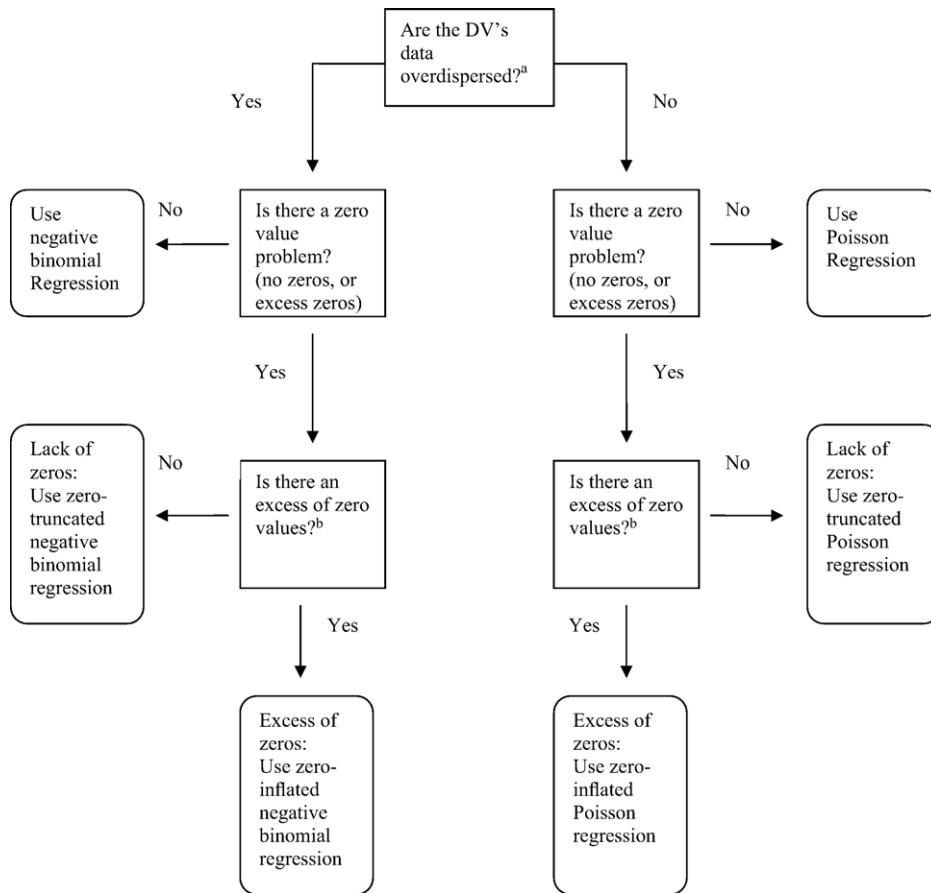 Are the DV’s
data
overdispersed?ᵃ
Yes
No
Use
negative
binomial
Regression
No
Is there a zero
value
problem?
(no zeros, or
excess zeros)
Is there a zero
value
problem?
(no zeros, or
excess zeros)
No
Use
Poisson
Regression
Yes
Yes
Lack of
zeros:
Use zero-
truncated
negative
binomial
regression
No
Is there an
excess of zero
values?ᵇ
Is there an
excess of zero
values?ᵇ
No
Lack of
zeros:
Use zero-
truncated
Poisson
regression
Yes
Yes
Excess of
zeros:
Use zero-
inflated
negative
binomial
regression
Excess of
zeros:
Use zero-
inflated
Poisson
regression